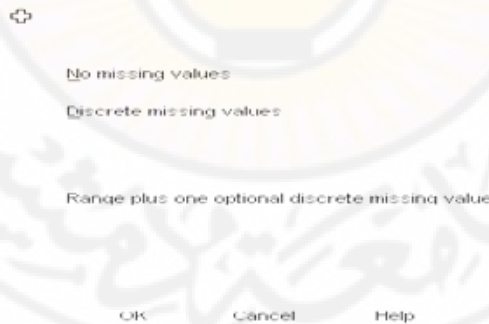 No missing values
Discrete missing values
Range plus one optional discrete missing value
OK Cancel Help